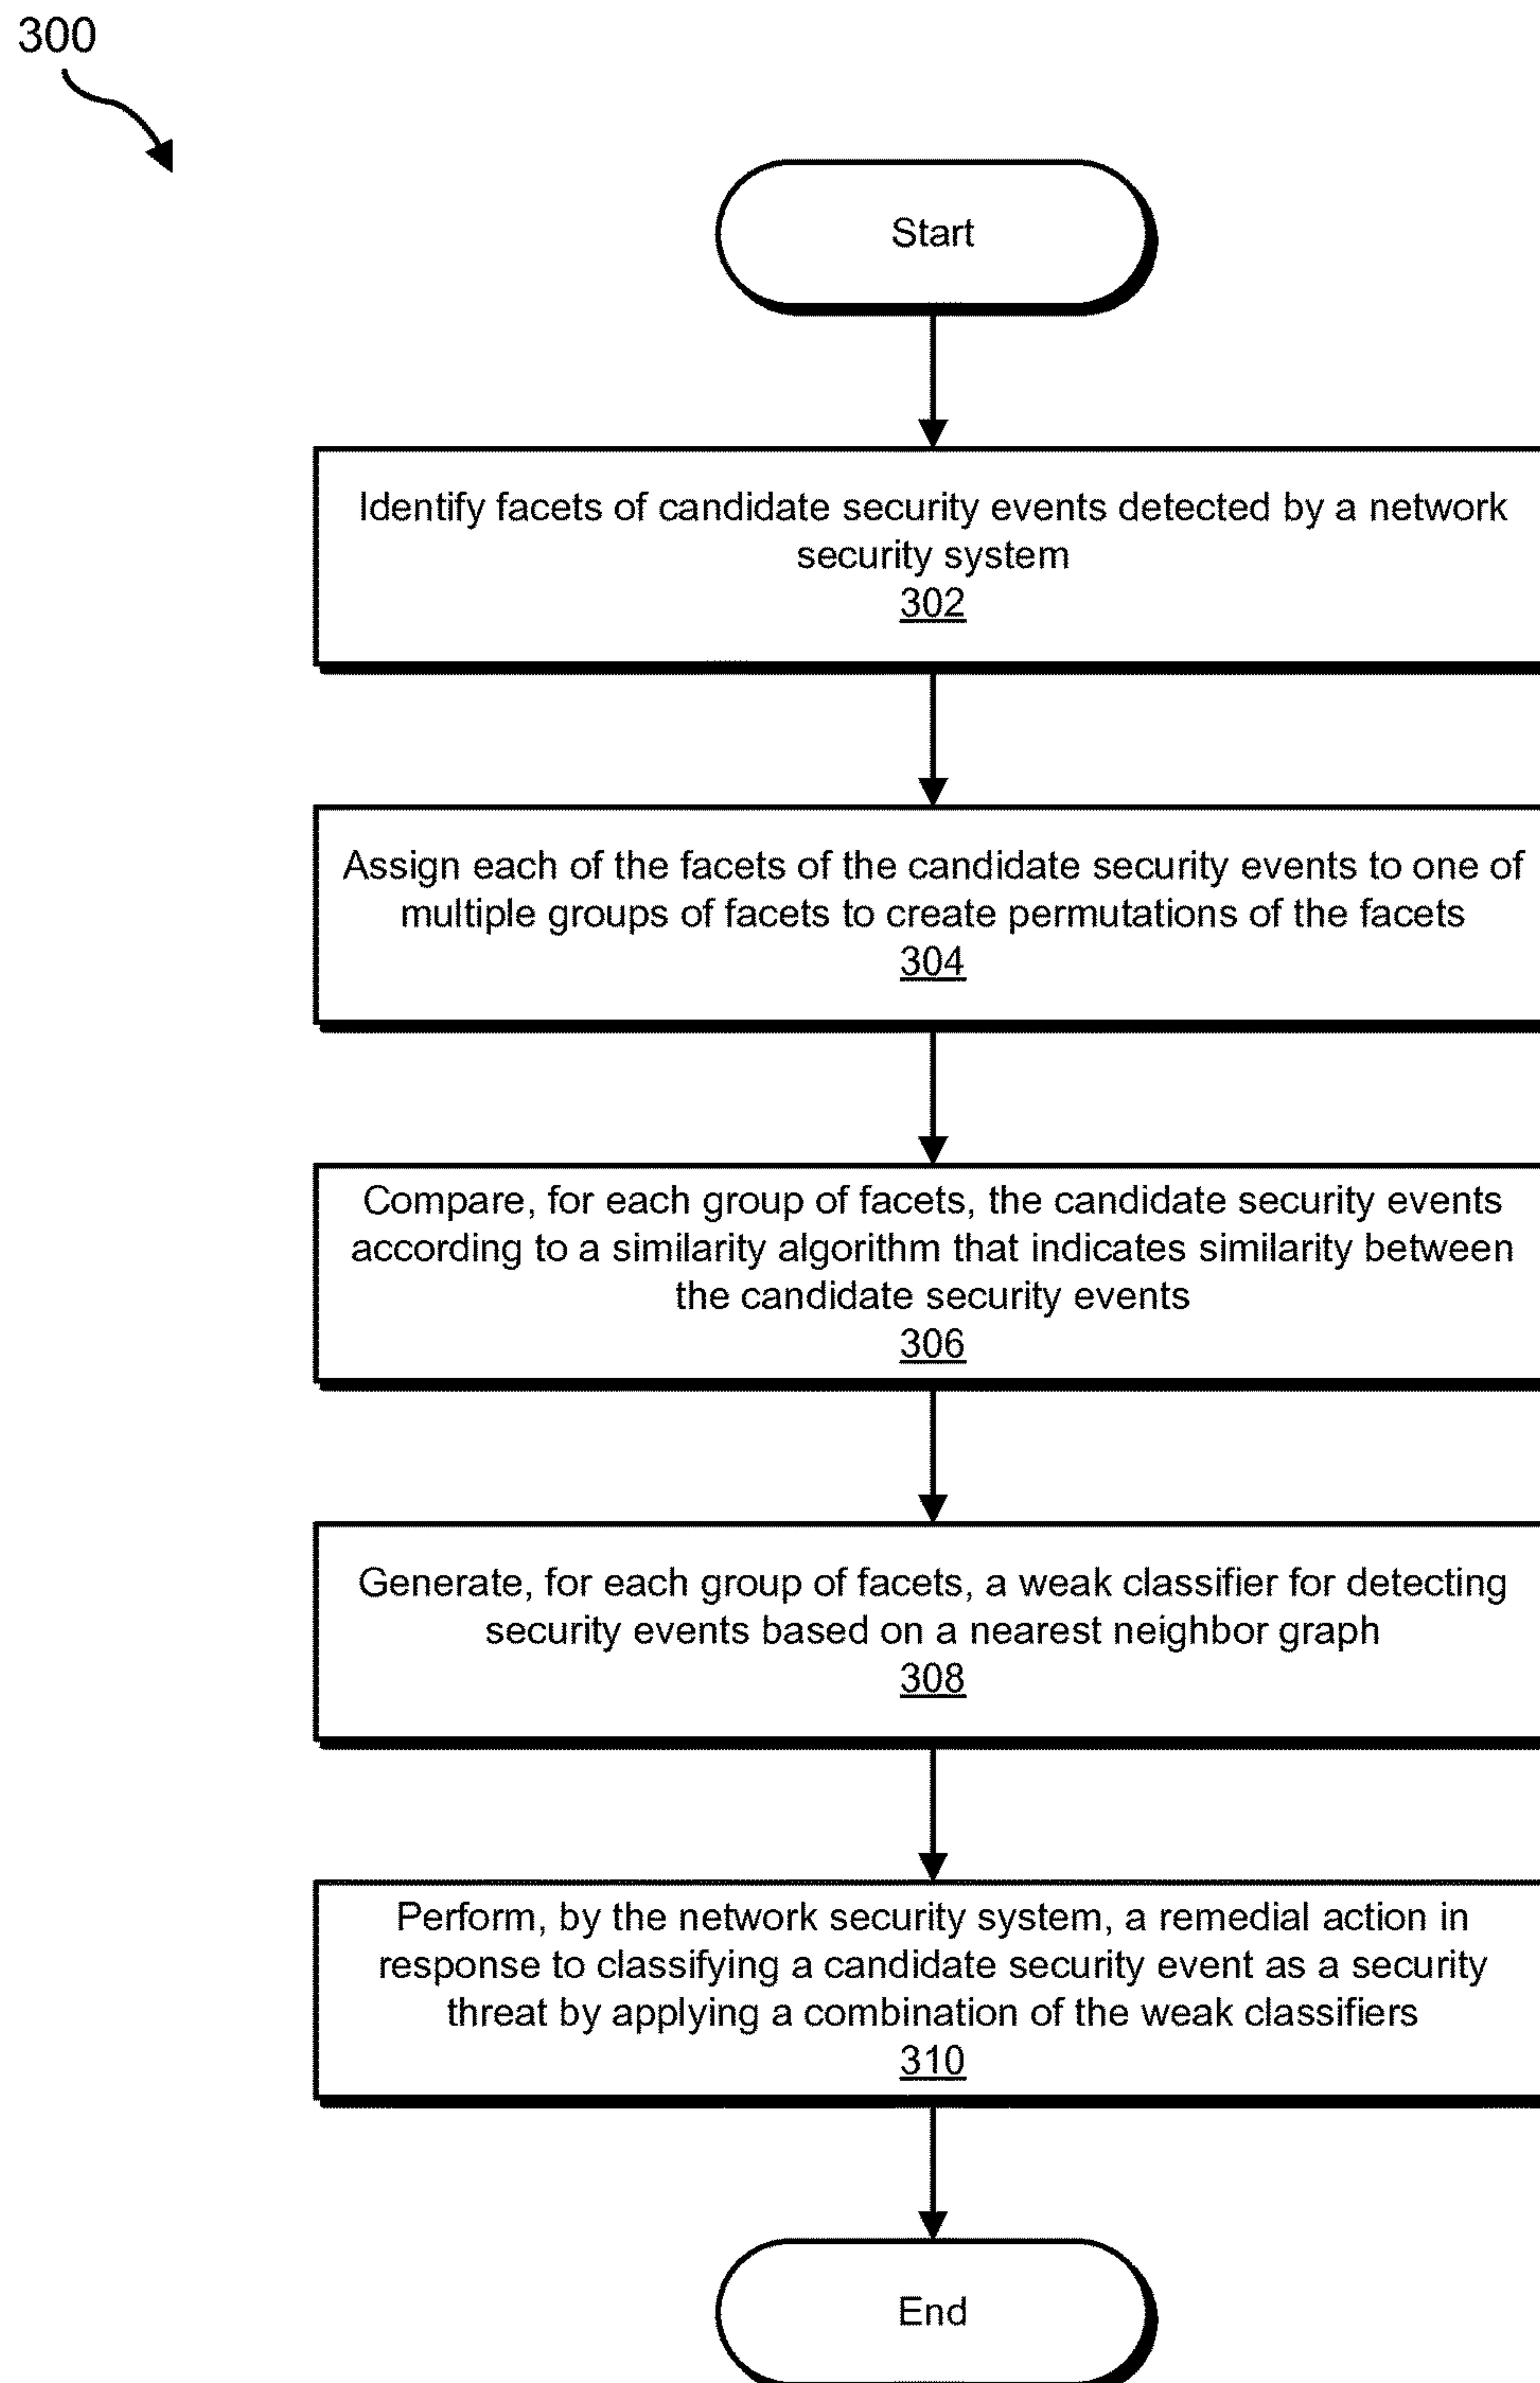 300
Start
Identify facets of candidate security events detected by a network
security system
302
Assign each of the facets of the candidate security events to one of
multiple groups of facets to create permutations of the facets
304
Compare, for each group of facets, the candidate security events
according to a similarity algorithm that indicates similarity between
the candidate security events
306
Generate, for each group of facets, a weak classifier for detecting
security events based on a nearest neighbor graph
308
Perform, by the network security system, a remedial action in
response to classifying a candidate security event as a security
threat by applying a combination of the weak classifiers
310
End